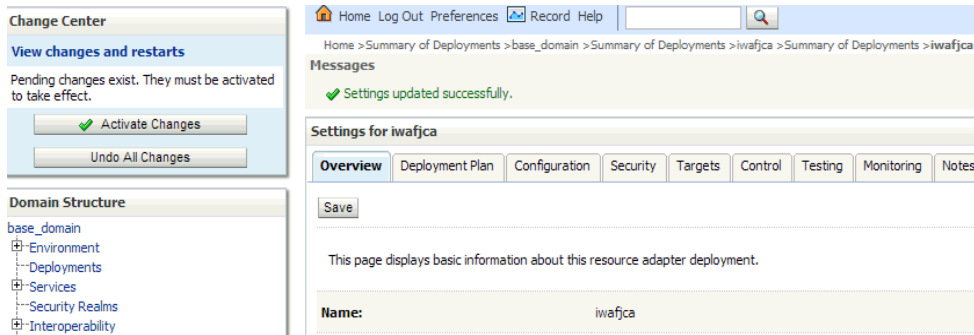 Change Center
View changes and restarts
Pending changes exist. They must be activated
to take effect.
Activate Changes
Undo All Changes
Domain Structure
base_domain
Environment
Deployments
Services
Security Realms
Interoperability
Home Log Out Preferences Record Help
Home >Summary of Deployments >base_domain >Summary of Deployments >iwafjca >Summary of Deployments >iwafjca
Messages
Settings updated successfully.
Settings for iwafjca
Overview Deployment Plan Configuration Security Targets Control Testing Monitoring Notes
Save
This page displays basic information about this resource adapter deployment.
Name: iwafjca